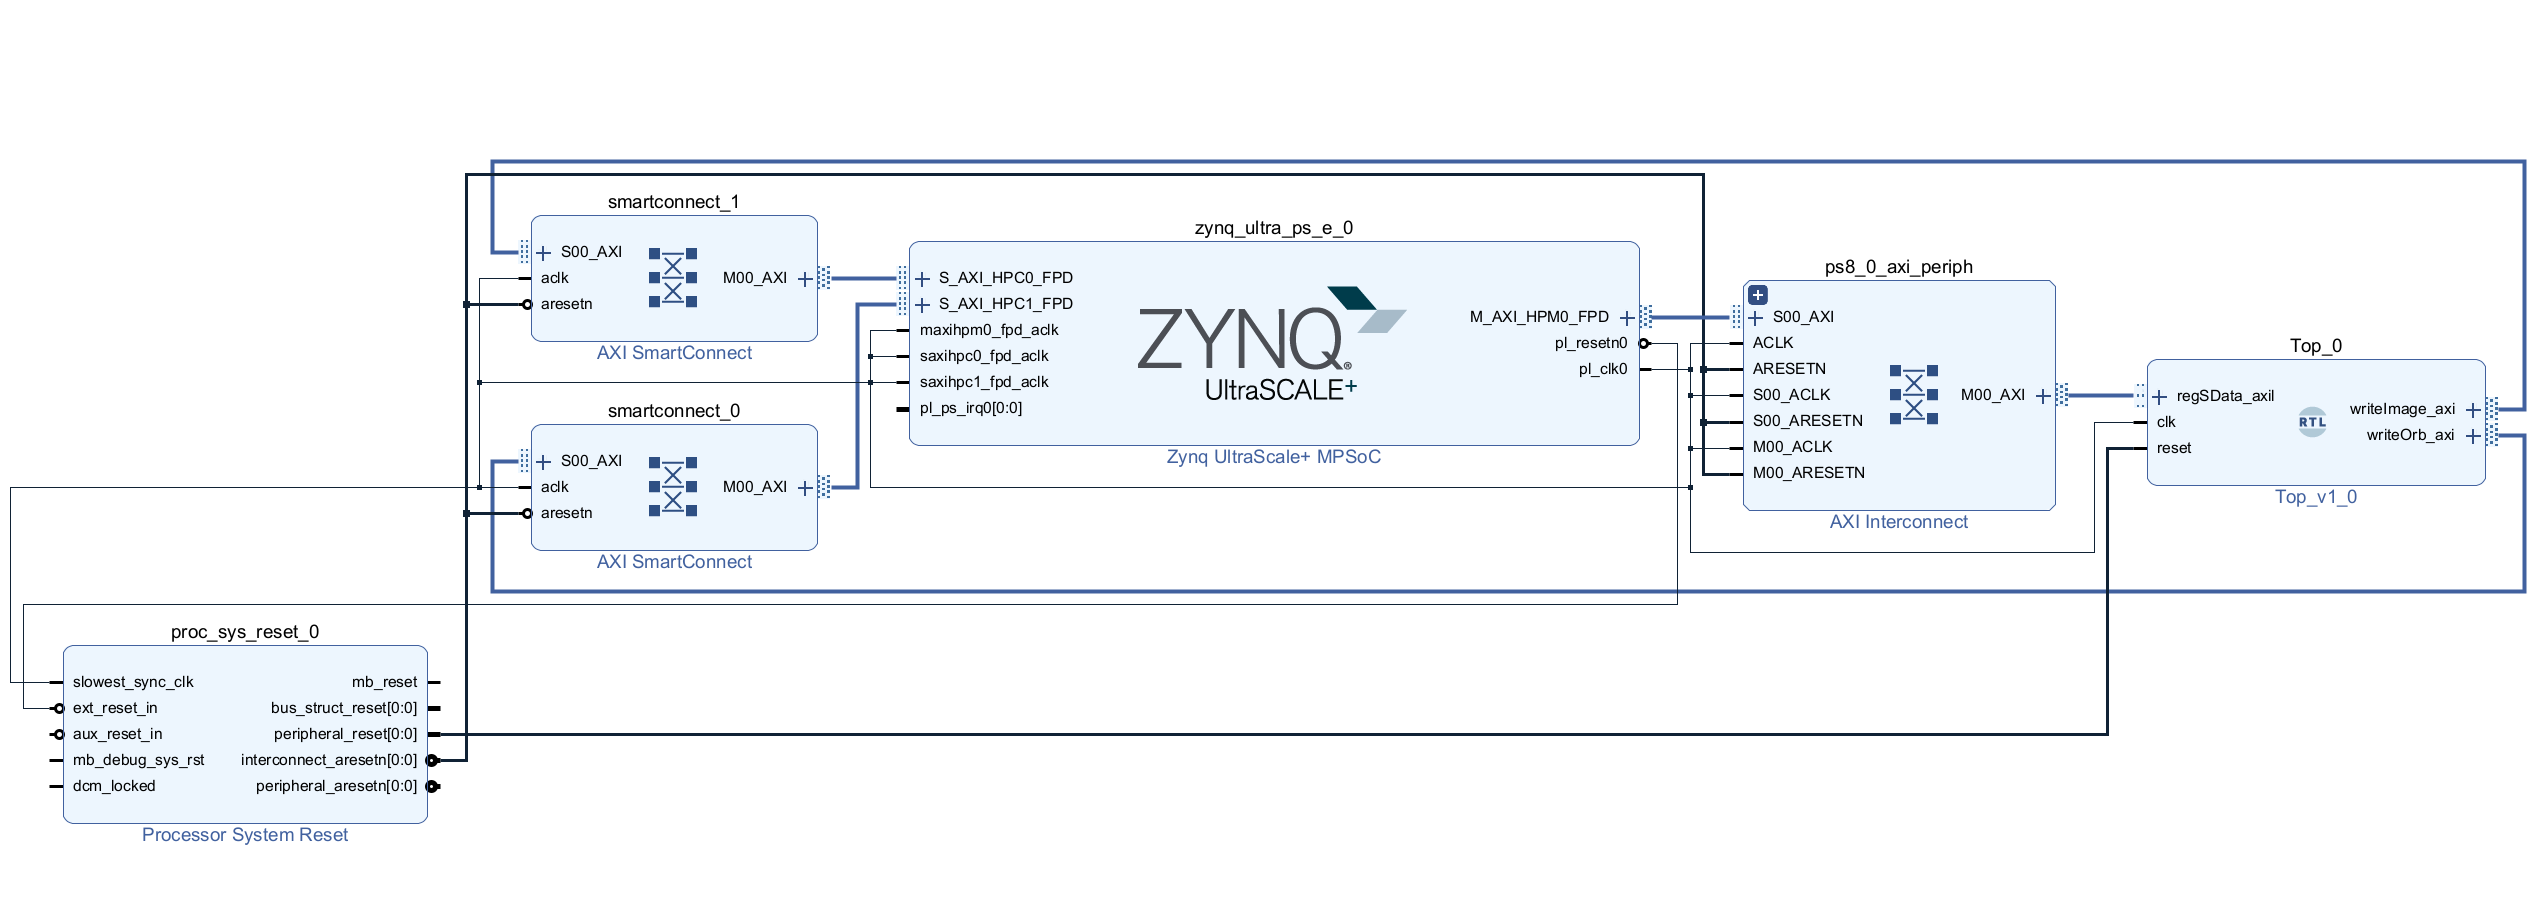 smartconnect_1
S00_AXI
aclk
aresetn
M00_AXI
AXI SmartConnect
smartconnect_0
S00_AXI
aclk
aresetn
M00_AXI
AXI SmartConnect
zynq_ultra_ps_e_0
S_AXI_HPC0_FPD
S_AXI_HPC1_FPD
maxihpm0_fpd_aclk
saxihpc0_fpd_aclk
saxihpc1_fpd_aclk
pl_ps_irq0[0:0]
ZYNQ®
UltraSCALE+
M_AXI_HPM0_FPD
pl_resetn0
pl_clk0
Zynq UltraScale+ MPSoC
ps8_0_axi_periph
S00_AXI
ACLK
ARESETN
S00_ACLK
S00_ARESETN
M00_ACLK
M00_ARESETN
M00_AXI
AXI Interconnect
Top_0
regSData_axil
clk
reset
RTL
writeImage_axi
writeOrb_axi
Top_v1_0
proc_sys_reset_0
slowest_sync_clk
ext_reset_in
aux_reset_in
mb_debug_sys_rst
dcm_locked
mb_reset
bus_struct_reset[0:0]
peripheral_reset[0:0]
interconnect_aresetn[0:0]
peripheral_aresetn[0:0]
Processor System Reset